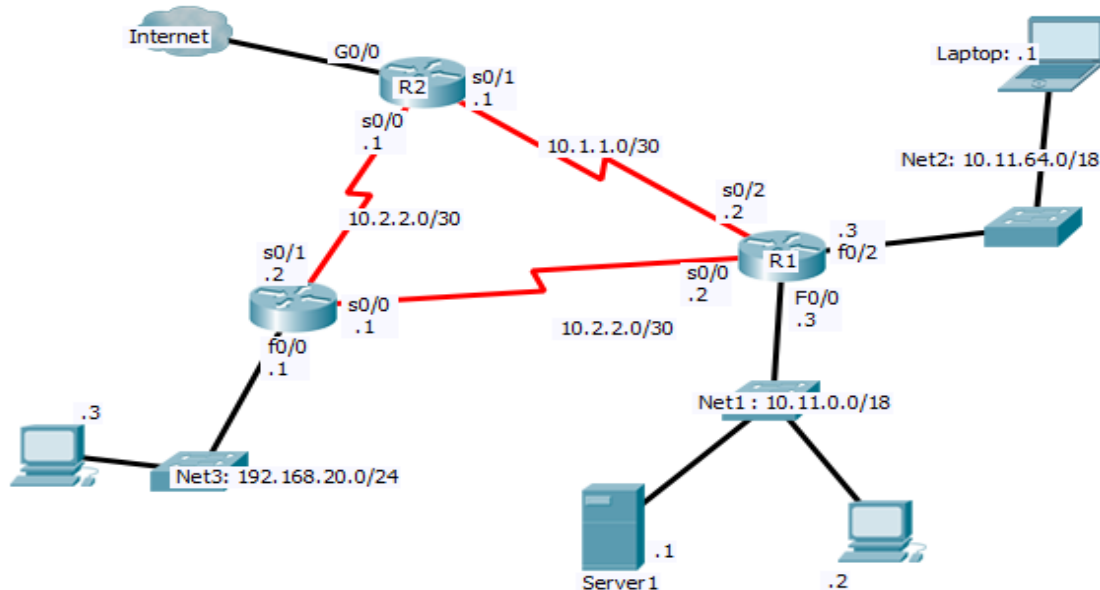 Internet
G0/0
R2
s0/1
.1
s0/0
.1
10.1.1.0/30
Laptop: .1
Net2: 10.11.64.0/18
10.2.2.0/30
s0/2
.2
.3
f0/2
R1
s0/1
.2
s0/0
.1
s0/0
.2
F0/0
.3
10.2.2.0/30
f0/0
.1
Net1 : 10.11.0.0/18
.3
Net3: 192.168.20.0/24
.1
Server1
.2